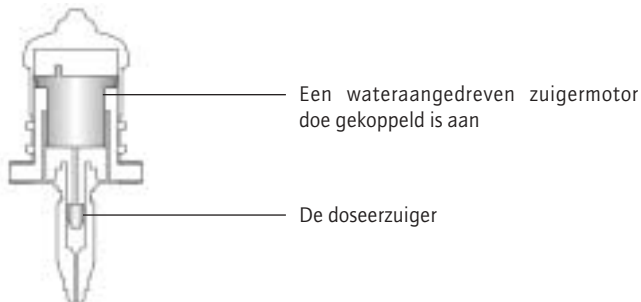 Een wateraangedreven zuigermotor
doe gekoppeld is aan
De doseerzuiger